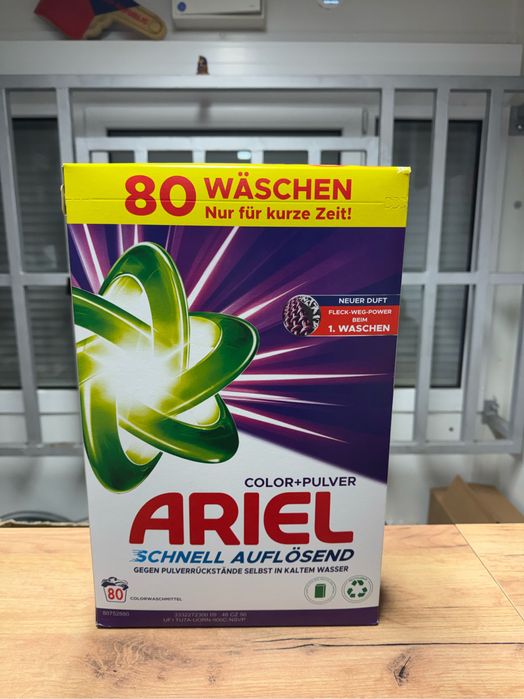 80 WÄSCHEN
Nur für kurze Zeit!
NEUER DUFT
FLECK-WEG-POWER
BEIM
1. WASCHEN
COLOR+PULVER
ARIEL
SCHNELL AUFLÖSEND
GEGEN PULVERRÜCKSTÄNDE SELBST IN KALTEM WASSER
80
COLORWASCHMITTEL